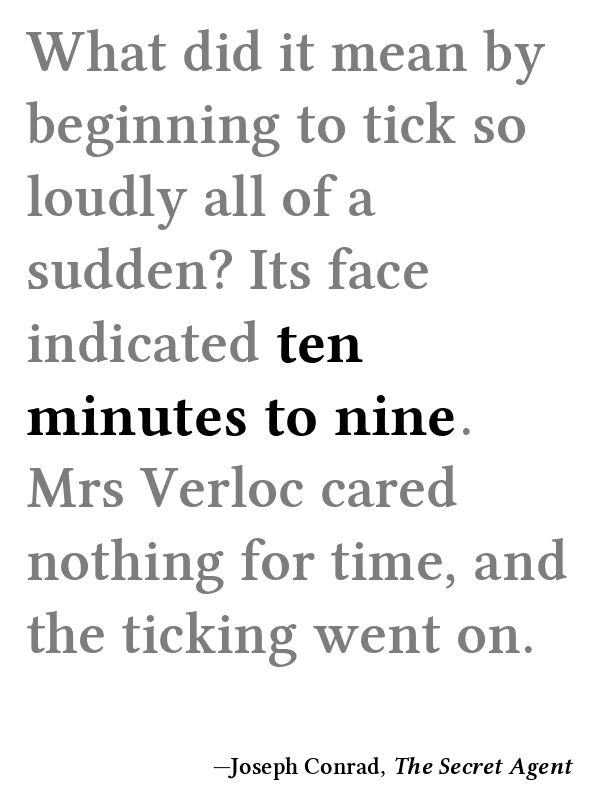 What did it mean by
beginning to tick so
loudly all of a
sudden? Its face
indicated ten
minutes to nine.
Mrs Verloc cared
nothing for time, and
the ticking went on.
—Joseph Conrad, The Secret Agent